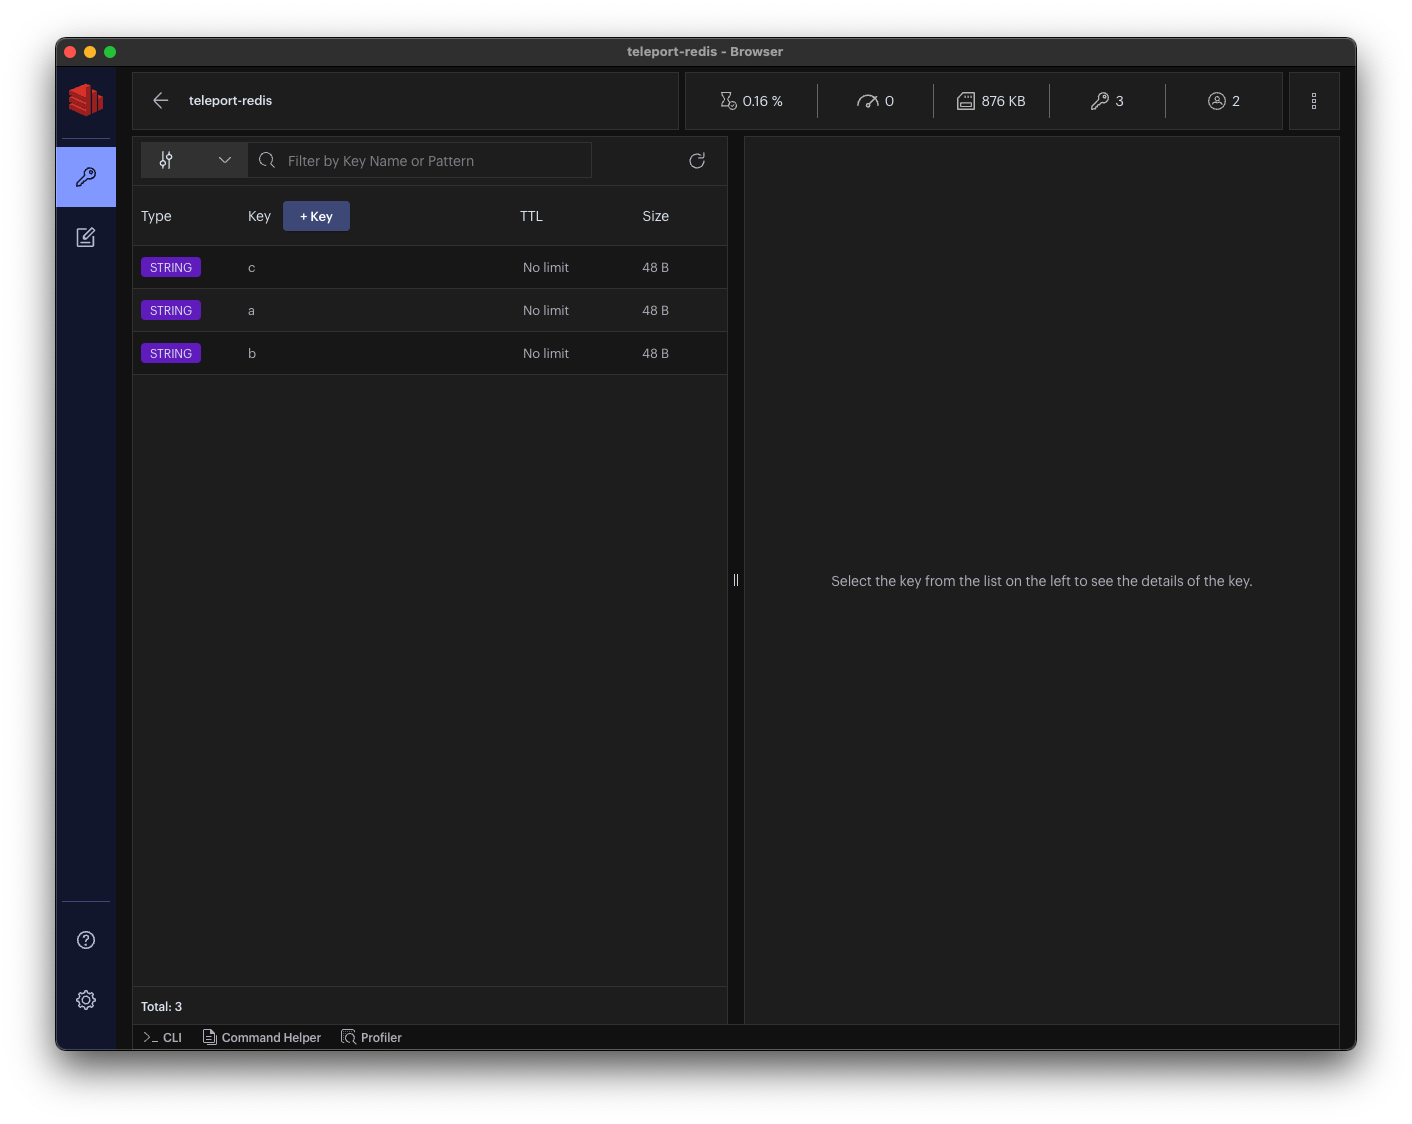 teleport-redis - Browser
teleport-redis
0.16 % 0 876 KB 3 2
Filter by Key Name or Pattern
Type Key + Key TTL Size
STRING c No limit 48 B
STRING a No limit 48 B
STRING b No limit 48 B
Select the key from the list on the left to see the details of the key.
Total: 3
>_ CLI Command Helper Profiler